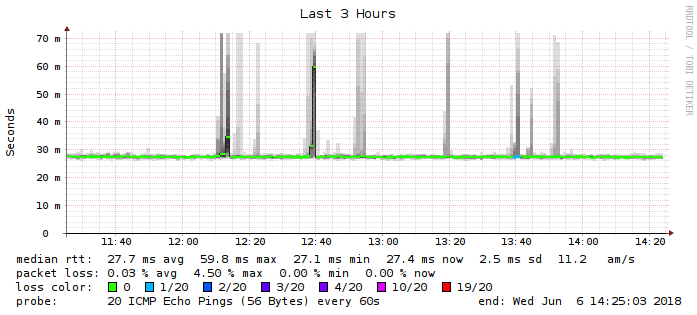 Last 3 Hours
RRDTOOL / TOBI OETIKER
Seconds
70 m
60 m
50 m
40 m
30 m
20 m
10 m
0
11:40 12:00 12:20 12:40 13:00 13:20 13:40 14:00 14:20
median rtt: 27.7 ms avg 59.8 ms max 27.1 ms min 27.4 ms now 2.5 ms sd 11.2 am/s
packet loss: 0.03 % avg 4.50 % max 0.00 % min 0.00 % now
loss color: 0 1/20 2/20 3/20 4/20 10/20 19/20
probe: 20 ICMP Echo Pings (56 Bytes) every 60s end: Wed Jun 6 14:25:03 2018